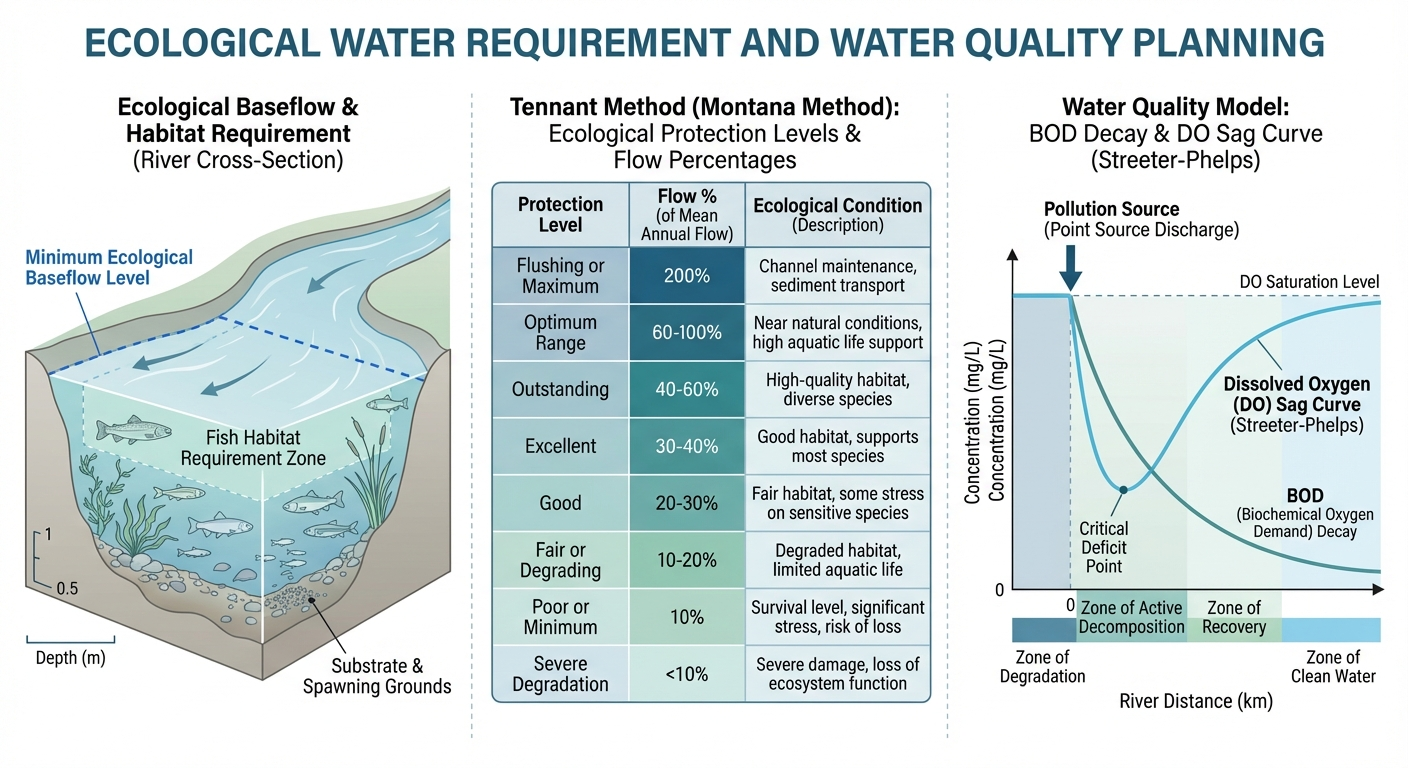 ECOLOGICAL WATER REQUIREMENT AND WATER QUALITY PLANNING
Ecological Baseflow &
Habitat Requirement
(River Cross-Section)
Minimum Ecological
Baseflow Level
Fish Habitat
Requirement Zone
1
0.5
Depth (m)
Substrate &
Spawning Grounds
Tennant Method (Montana Method):
Ecological Protection Levels &
Flow Percentages
Protection
Level
Flow %
(of Mean
Annual Flow)
Ecological Condition
(Description)
Flushing or
Maximum
200%
Channel maintenance,
sediment transport
Optimum
Range
60-100%
Near natural conditions,
high aquatic life support
Outstanding
40-60%
High-quality habitat,
diverse species
Excellent
30-40%
Good habitat, supports
most species
Good
20-30%
Fair habitat, some stress
on sensitive species
Fair or
Degrading
10-20%
Degraded habitat,
limited aquatic life
Poor or
Minimum
10%
Survival level, significant
stress, risk of loss
Severe
Degradation
<10%
Severe damage, loss of
ecosystem function
Water Quality Model:
BOD Decay & DO Sag Curve
(Streeter-Phelps)
Pollution Source
(Point Source Discharge)
DO Saturation Level
Concentration (mg/L)
Concentration (mg/L)
Dissolved Oxygen
(DO) Sag Curve
(Streeter-Phelps)
BOD
(Biochemical Oxygen
Demand) Decay
Critical
Deficit
Point
0
0
Zone of Active
Decomposition
Zone of
Recovery
Zone of
Degradation
Zone of
Clean Water
River Distance (km)